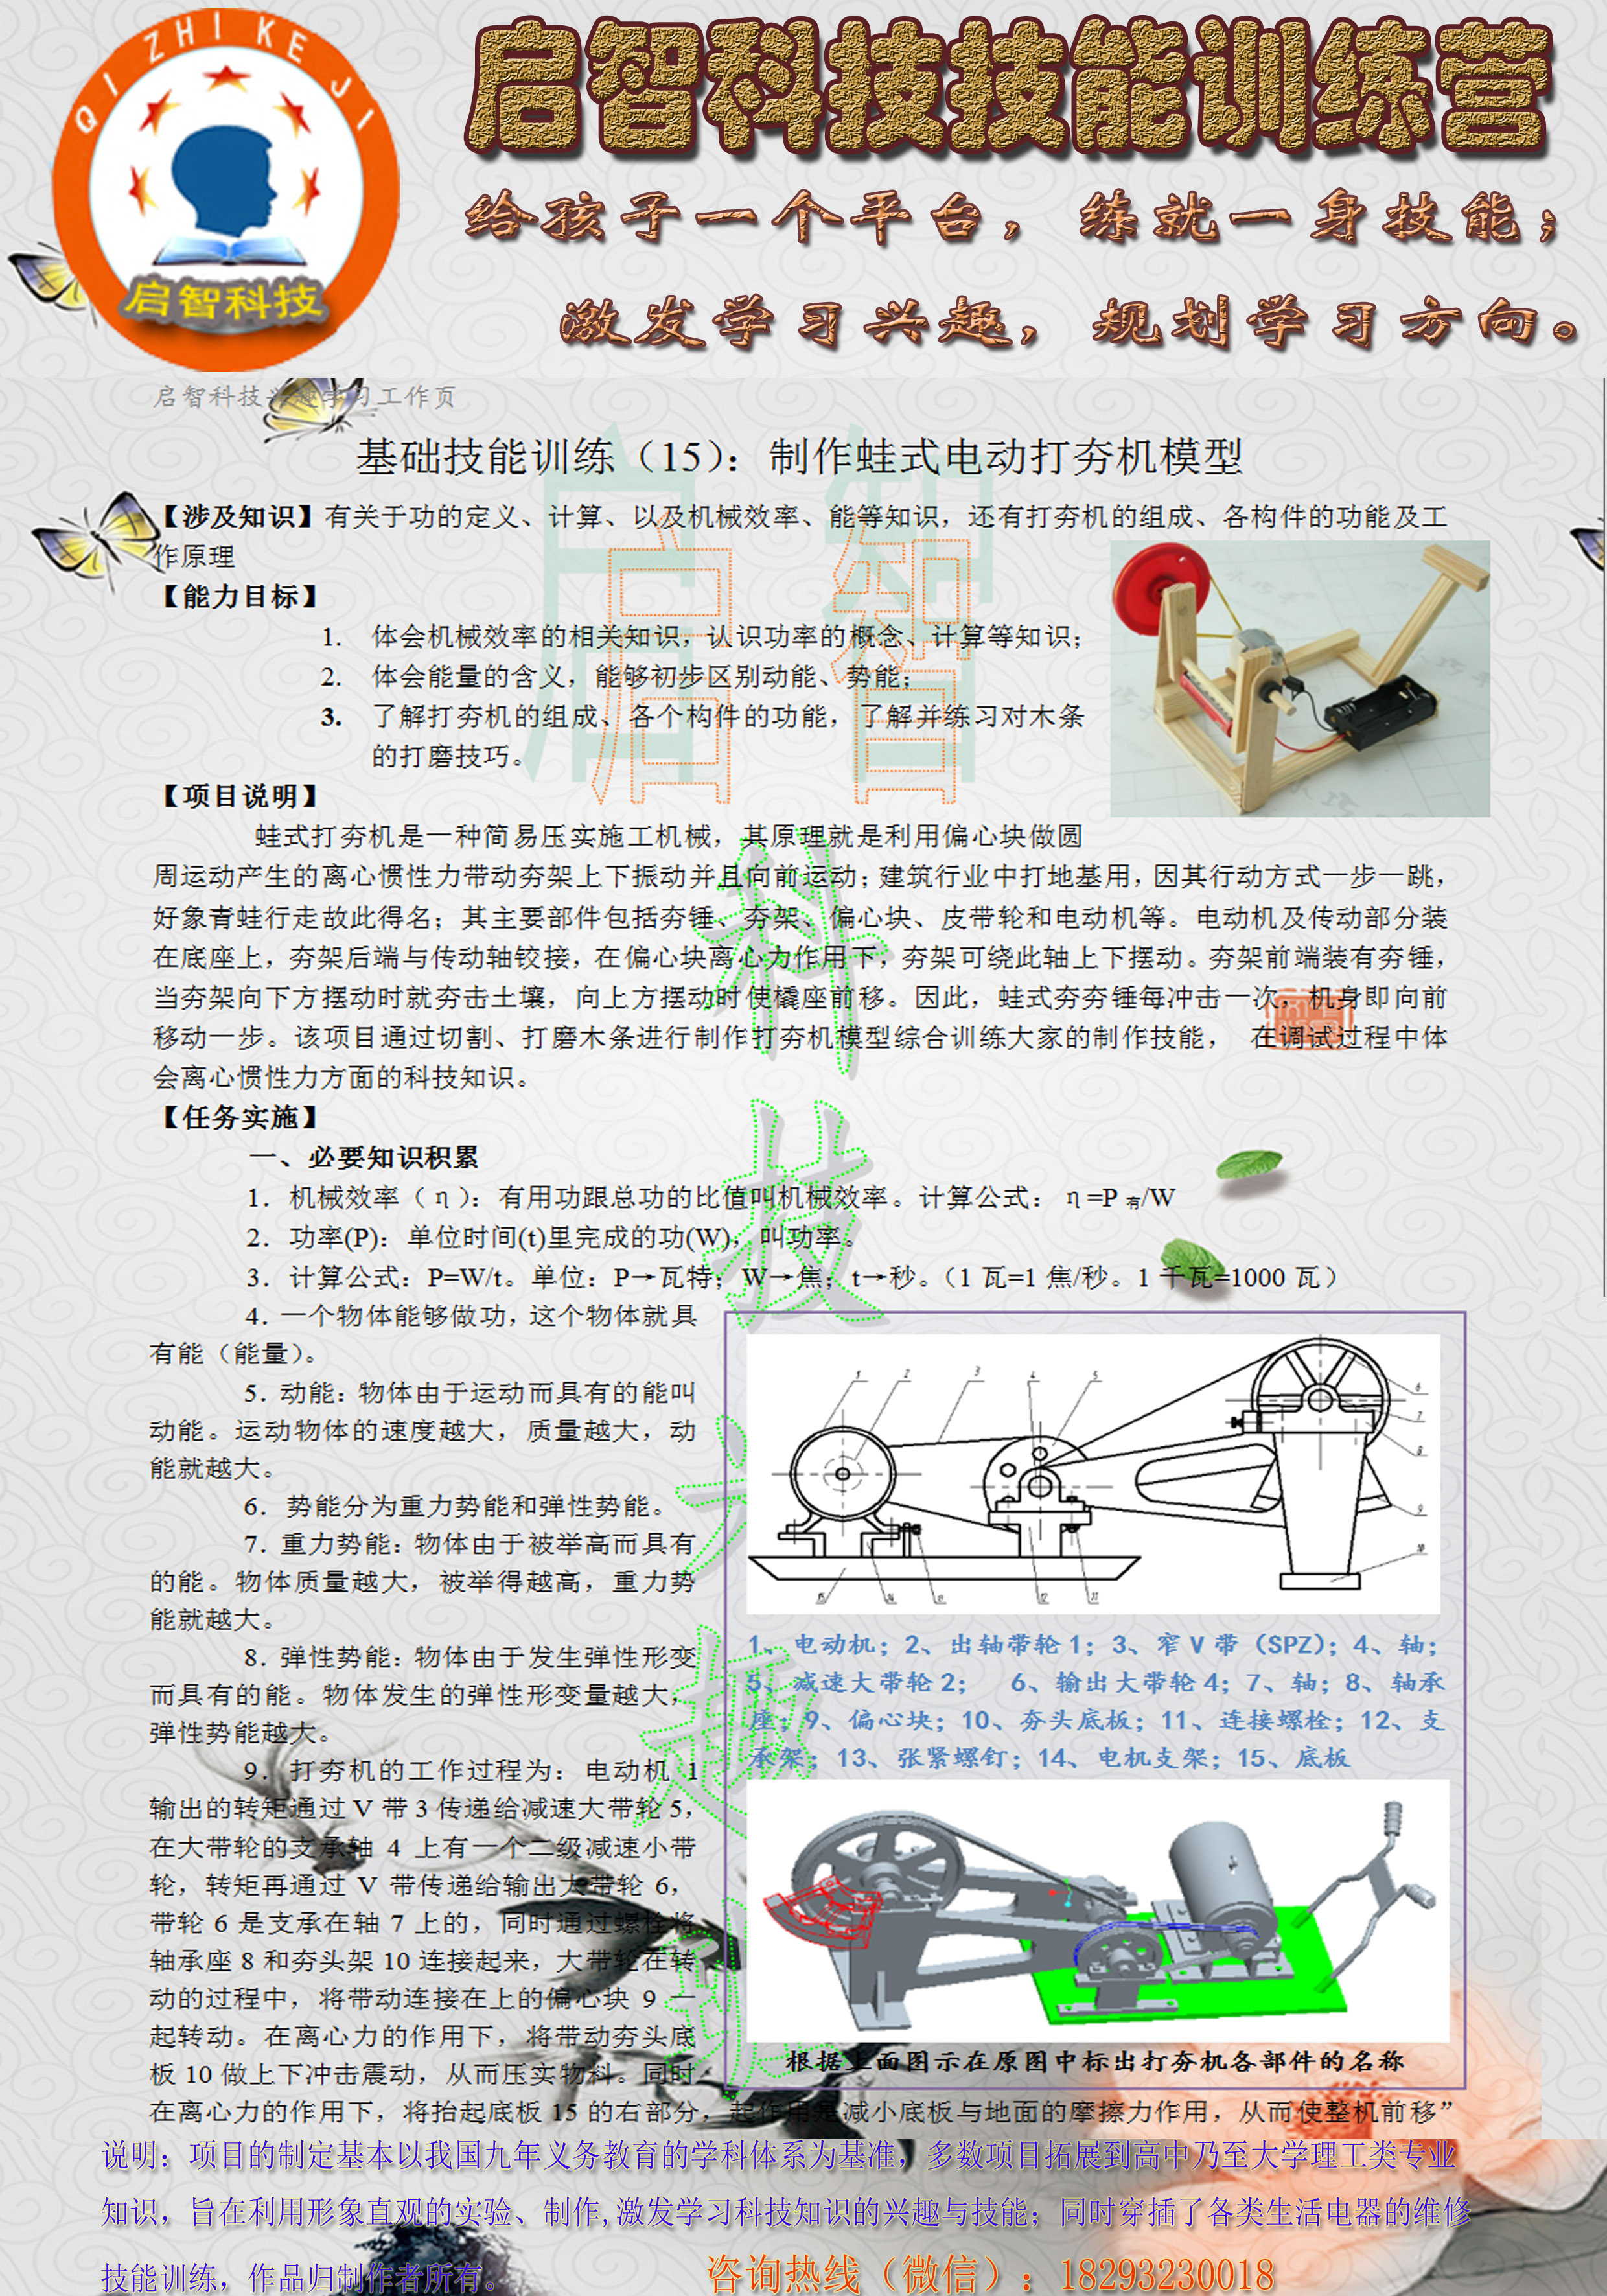 QI ZHI KE JI
启智科技
启智科技技能训练营
给孩子一个平台，练就一身技能；
激发学习兴趣，规划学习方向。
启智科技兴趣学习工作页
基础技能训练（15）：制作蛙式电动打夯机模型
【涉及知识】有关于功的定义、计算、以及机械效率、能等知识，还有打夯机的组成、各构件的功能及工
作原理
【能力目标】
1. 体会机械效率的相关知识，认识功率的概念、计算等知识；
2. 体会能量的含义，能够初步区别动能、势能；
3. 了解打夯机的组成、各个构件的功能，了解并练习对木条
的打磨技巧。
【项目说明】
蛙式打夯机是一种简易压实施工机械，其原理就是利用偏心块做圆
周运动产生的离心惯性力带动夯架上下振动并且向前运动；建筑行业中打地基用，因其行动方式一步一跳，
好象青蛙行走故此得名；其主要部件包括夯锤、夯架、偏心块、皮带轮和电动机等。电动机及传动部分装
在底座上，夯架后端与传动轴铰接，在偏心块离心力作用下，夯架可绕此轴上下摆动。夯架前端装有夯锤，
当夯架向下方摆动时就夯击土壤，向上方摆动时使橇座前移。因此，蛙式夯夯锤每冲击一次，机身即向前
移动一步。该项目通过切割、打磨木条进行制作打夯机模型综合训练大家的制作技能， 在调试过程中体
会离心惯性力方面的科技知识。
【任务实施】
一、必要知识积累
1. 机械效率（η）：有用功跟总功的比值叫机械效率。计算公式：η=P有/W
2. 功率(P)：单位时间(t)里完成的功(W)，叫功率。
3. 计算公式：P=W/t。单位：P→瓦特；W→焦；t→秒。（1瓦=1焦/秒。1千瓦=1000瓦）
4. 一个物体能够做功，这个物体就具
有能（能量）。
5. 动能：物体由于运动而具有的能叫
动能。运动物体的速度越大，质量越大，动
能就越大。
6. 势能分为重力势能和弹性势能。
7. 重力势能：物体由于被举高而具有
的能。物体质量越大，被举得越高，重力势
能就越大。
8. 弹性势能：物体由于发生弹性形变
而具有的能。物体发生的弹性形变量越大，
弹性势能越大。
9. 打夯机的工作过程为：电动机 1
输出的转矩通过V带3传递给减速大带轮5，
在大带轮的支承轴 4 上有一个二级减速小带
轮，转矩再通过 V 带传递给输出大带轮 6，
带轮 6 是支承在轴 7 上的，同时通过螺栓将
轴承座 8 和夯头架 10 连接起来，大带轮在转
动的过程中，将带动连接在上的偏心块 9 一
起转动。在离心力的作用下，将带动夯头底
板 10 做上下冲击震动，从而压实物料。同时
在离心力的作用下，将抬起底板 15 的右部分，起作用是减小底板与地面的摩擦力作用，从而使整机前移”
1 2 3 4 5 6
7
8
9
10
15 14 13 12 11
1、电动机；2、出轴带轮1；3、窄V带（SPZ）；4、轴；
5、减速大带轮2； 6、输出大带轮4；7、轴；8、轴承
座；9、偏心块；10、夯头底板；11、连接螺栓；12、支
承架；13、张紧螺钉；14、电机支架；15、底板
根据上面图示在原图中标出打夯机各部件的名称
启智
科
技
兴
趣
班
说明：项目的制定基本以我国九年义务教育的学科体系为基准，多数项目拓展到高中乃至大学理工类专业
知识，旨在利用形象直观的实验、制作,激发学习科技知识的兴趣与技能；同时穿插了各类生活电器的维修
技能训练，作品归制作者所有。
咨询热线（微信）：18293230018